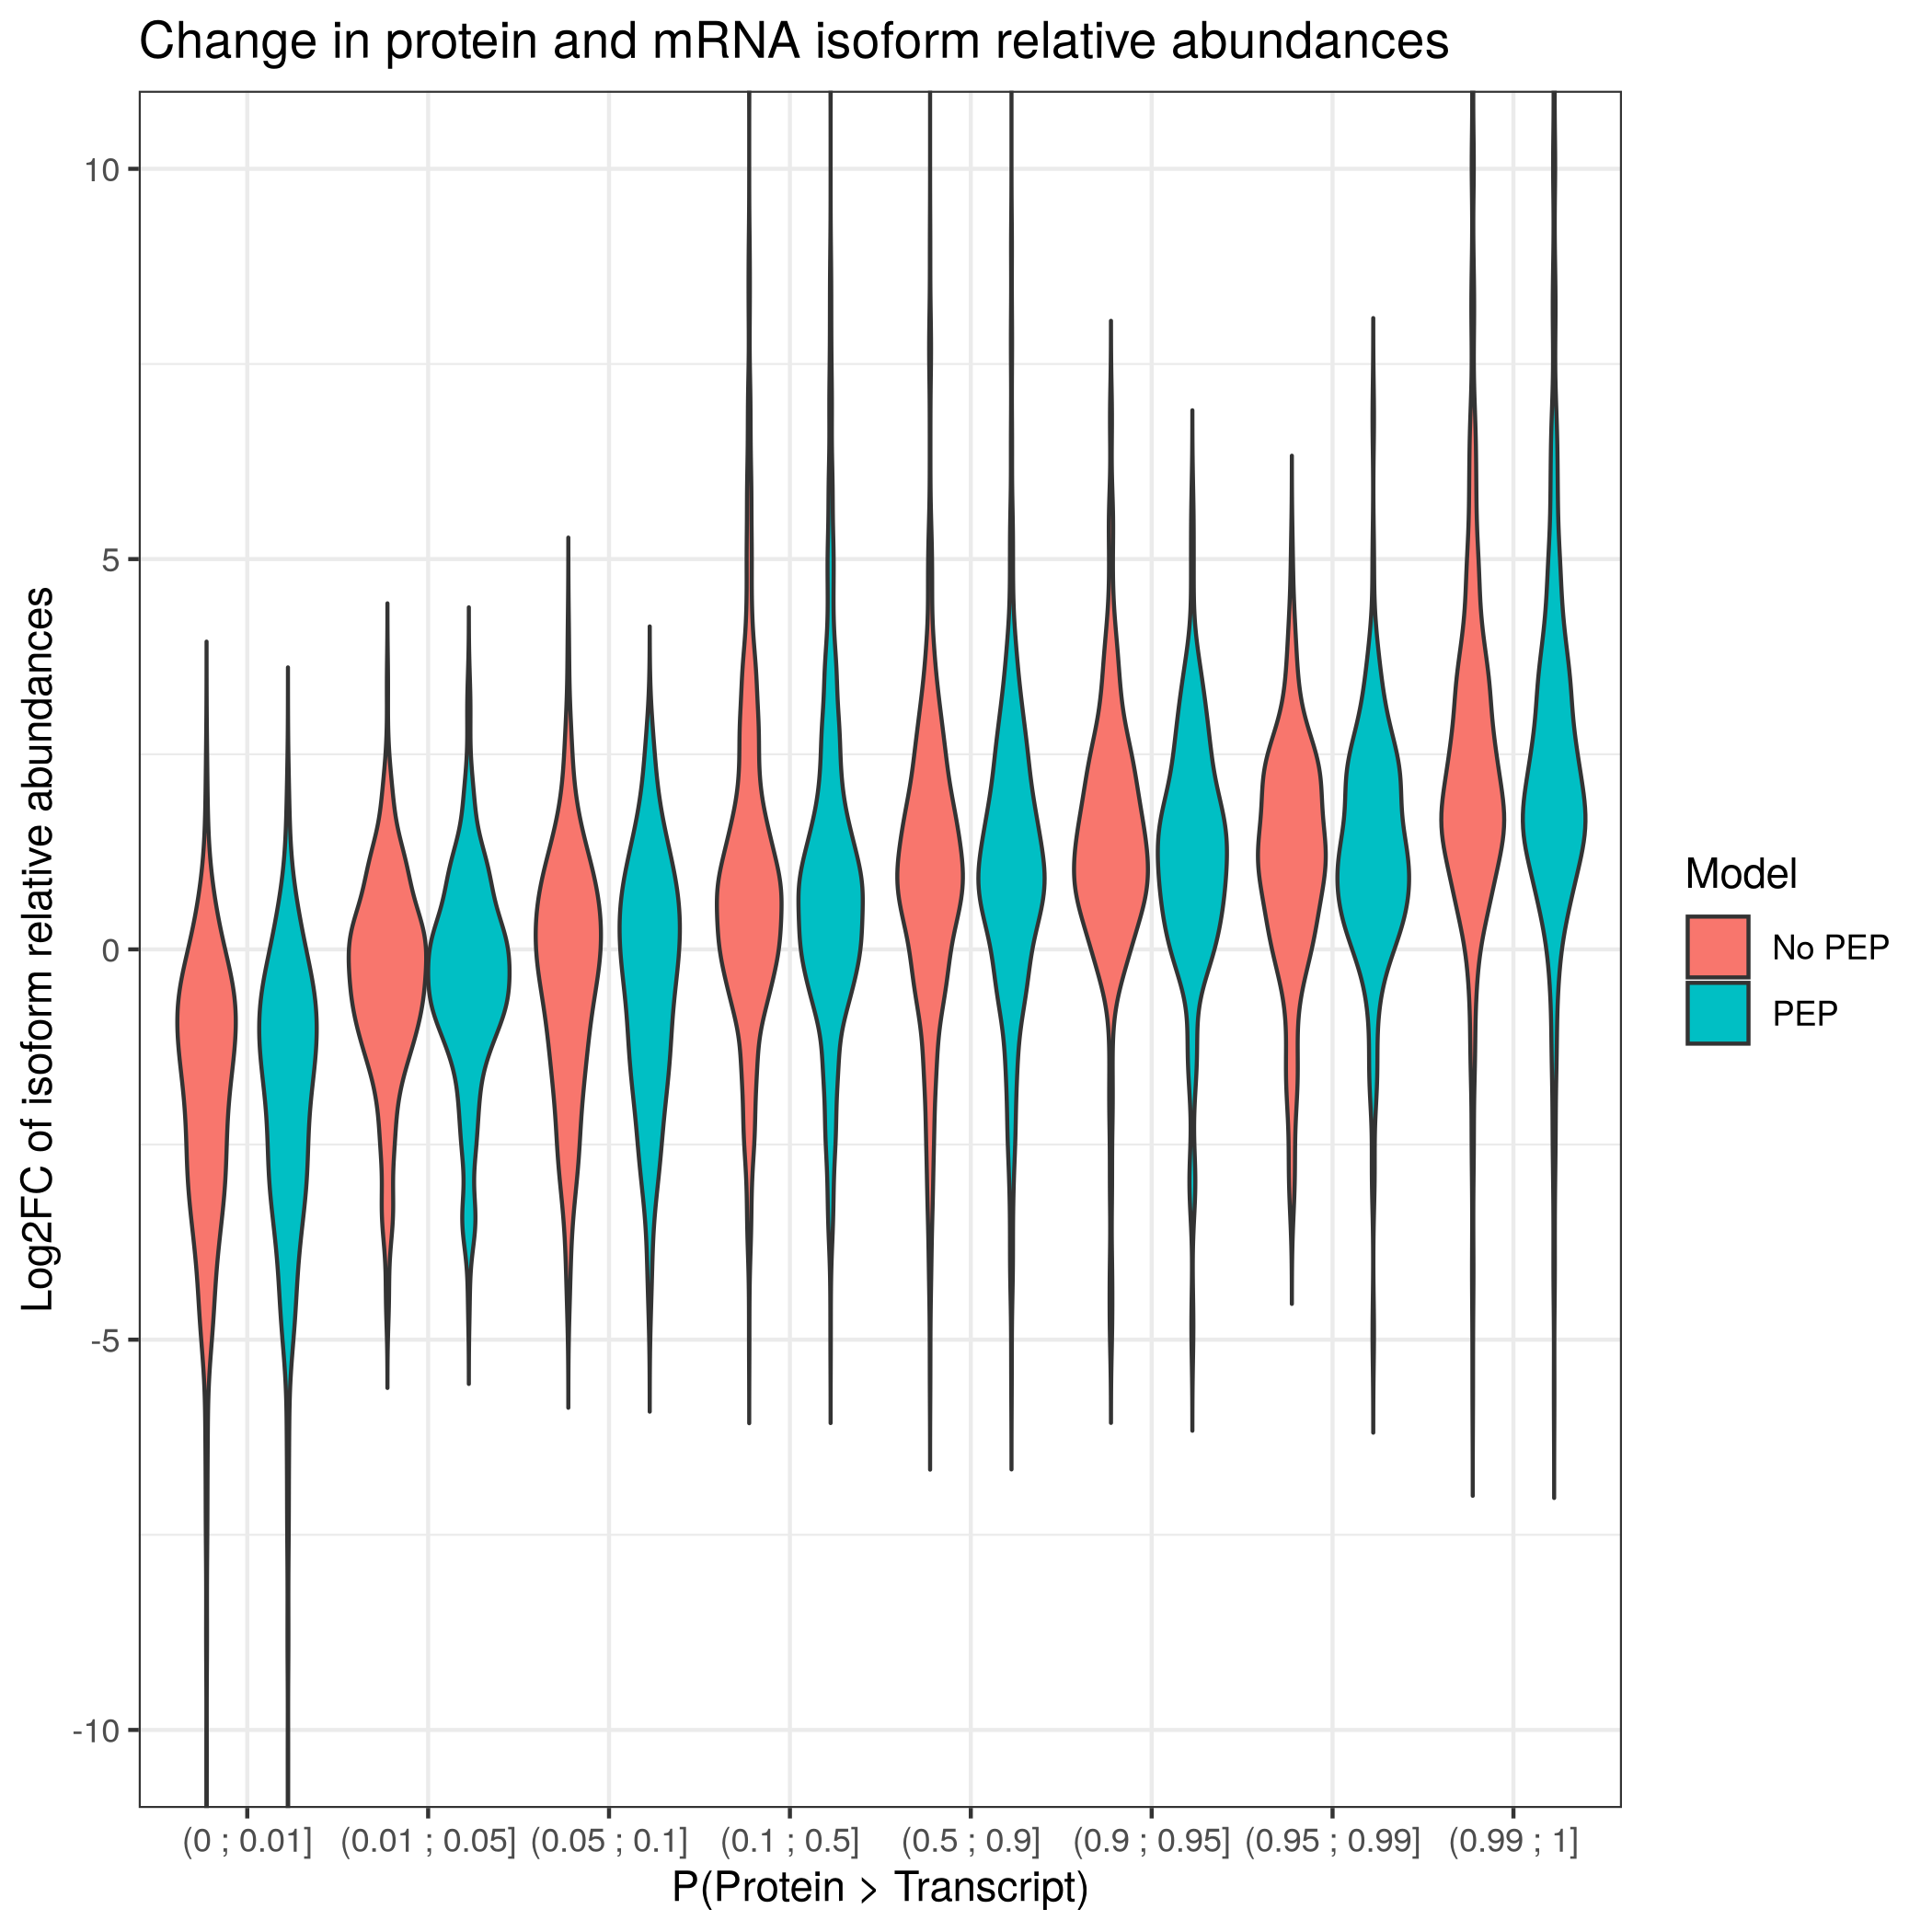 Change in protein and mRNA isoform relative abundances
Log2FC of isoform relative abundances
10
5
0
-5
-10
(0 ; 0.01] (0.01 ; 0.05] (0.05 ; 0.1] (0.1 ; 0.5] (0.5 ; 0.9] (0.9 ; 0.95] (0.95 ; 0.99] (0.99 ; 1]
P(Protein > Transcript)
Model
No PEP
PEP